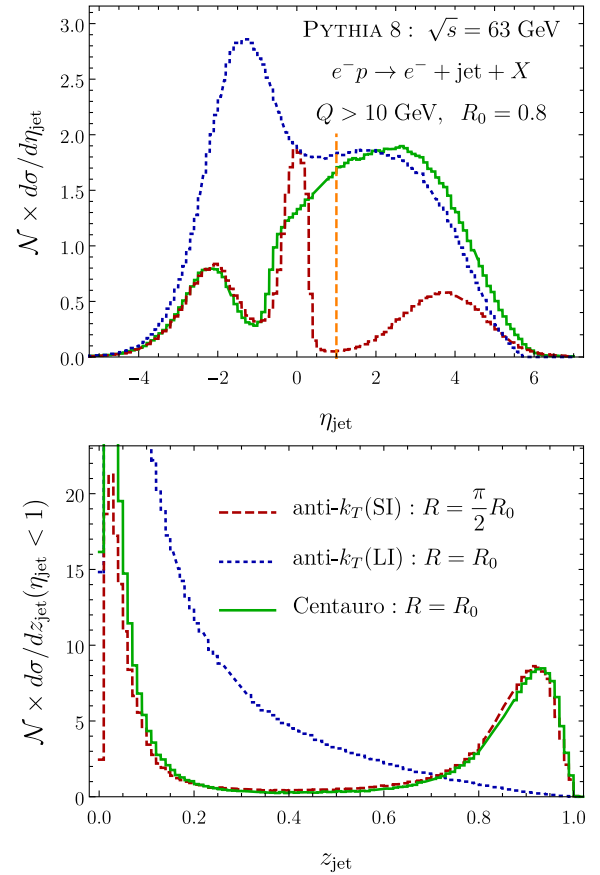 PYTHIA 8 : √s = 63 GeV
e⁻p → e⁻ + jet + X
Q > 10 GeV, R₀ = 0.8
3.0
2.5
2.0
1.5
1.0
0.5
0.0
N × dσ/dη_jet
−4 −2 0 2 4 6
η_jet
20
15
10
5
0
N × dσ/dz_jet(η_jet < 1)
anti-k_T(SI) : R = π/2 R₀
anti-k_T(LI) : R = R₀
Centauro : R = R₀
0.0 0.2 0.4 0.6 0.8 1.0
z_jet